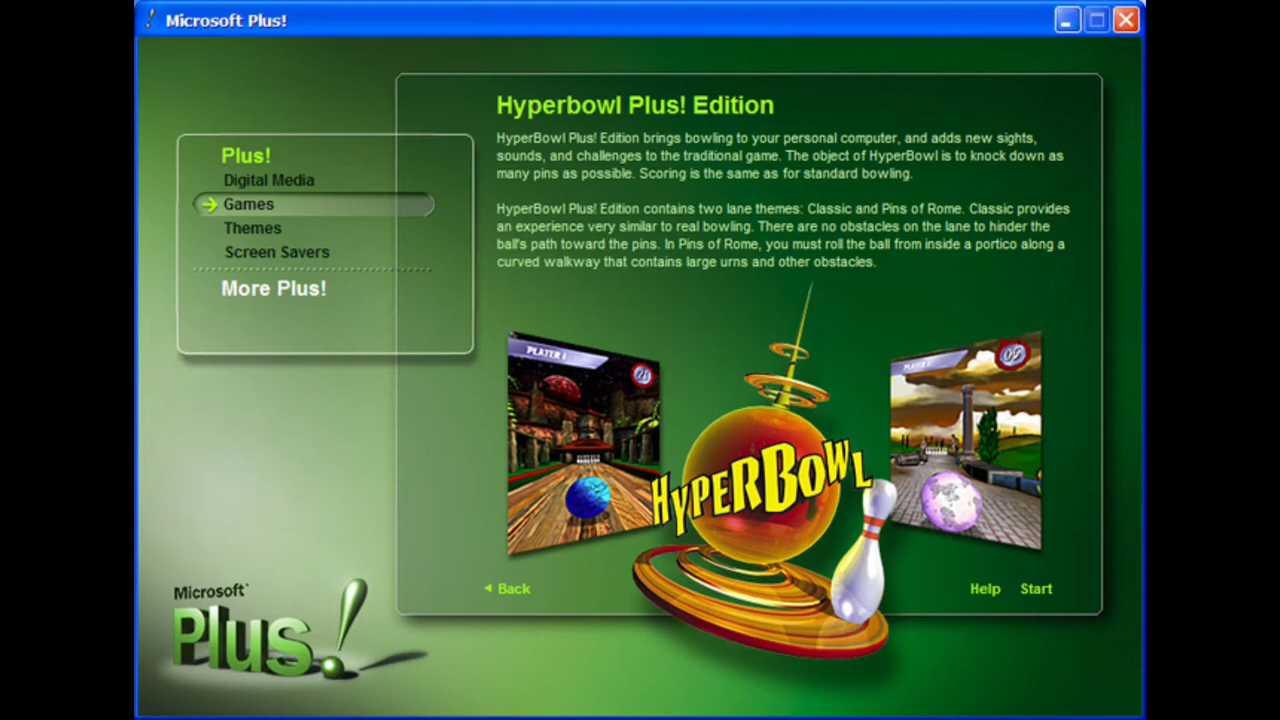 Microsoft Plus!
Hyperbowl Plus! Edition
HyperBowl Plus! Edition brings bowling to your personal computer, and adds new sights,
sounds, and challenges to the traditional game. The object of HyperBowl is to knock down as
many pins as possible. Scoring is the same as for standard bowling.
HyperBowl Plus! Edition contains two lane themes: Classic and Pins of Rome. Classic provides
an experience very similar to real bowling. There are no obstacles on the lane to hinder the
ball's path toward the pins. In Pins of Rome, you must roll the ball from inside a portico along a
curved walkway that contains large urns and other obstacles.
Plus!
Digital Media
Games
Themes
Screen Savers
More Plus!
PLAYER 1
PLAYER
HYPERBOWL
Back
Help
Start
Microsoft
Plus!